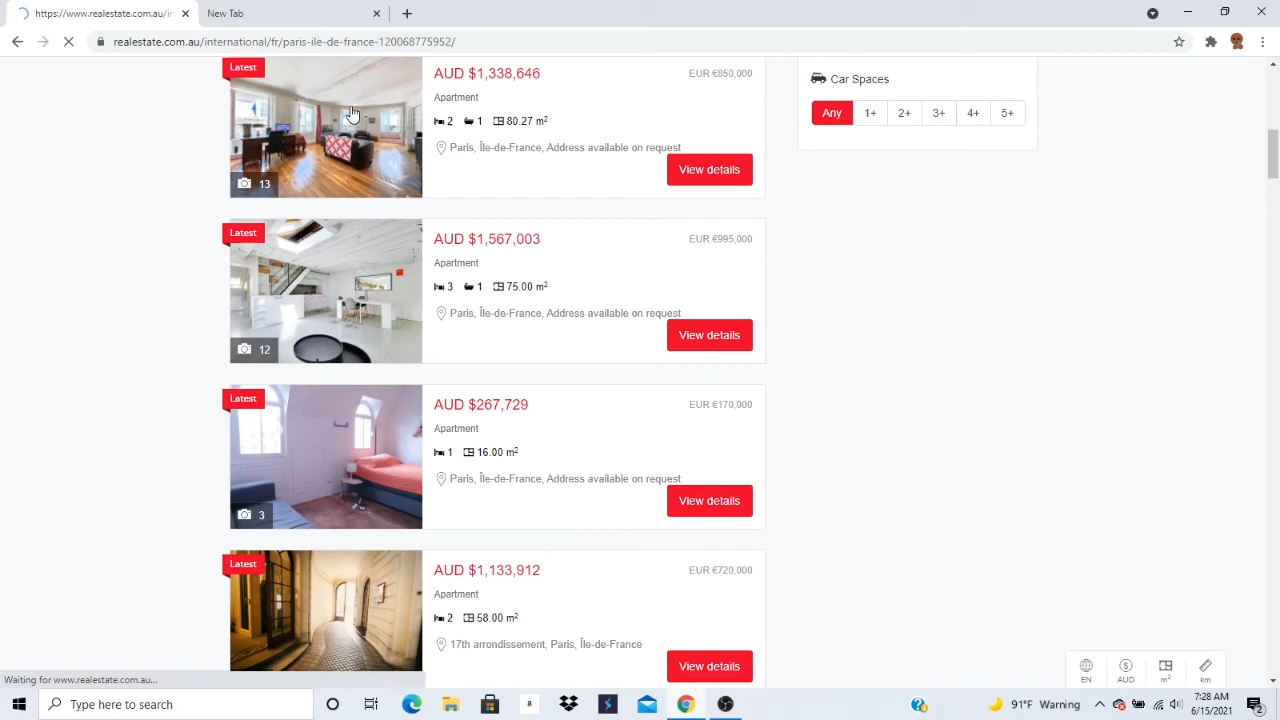 https://www.realestate.com.au/int
New Tab
realestate.com.au/international/fr/paris-ile-de-france-120068775952/
Latest
AUD $1,338,646
EUR €850,000
Apartment
2 1 80.27 m²
Paris, Île-de-France, Address available on request
View details
13
Car Spaces
Any 1+ 2+ 3+ 4+ 5+
Latest
AUD $1,567,003
EUR €995,000
Apartment
3 1 75.00 m²
Paris, Île-de-France, Address available on request
View details
12
Latest
AUD $267,729
EUR €170,000
Apartment
1 16.00 m²
Paris, Île-de-France, Address available on request
View details
3
Latest
AUD $1,133,912
EUR €720,000
Apartment
2 58.00 m²
17th arrondissement, Paris, Île-de-France
View details
EN AUD m² km
Waiting for www.realestate.com.au...
Type here to search
91°F Warning
7:28 AM
6/15/2021
2